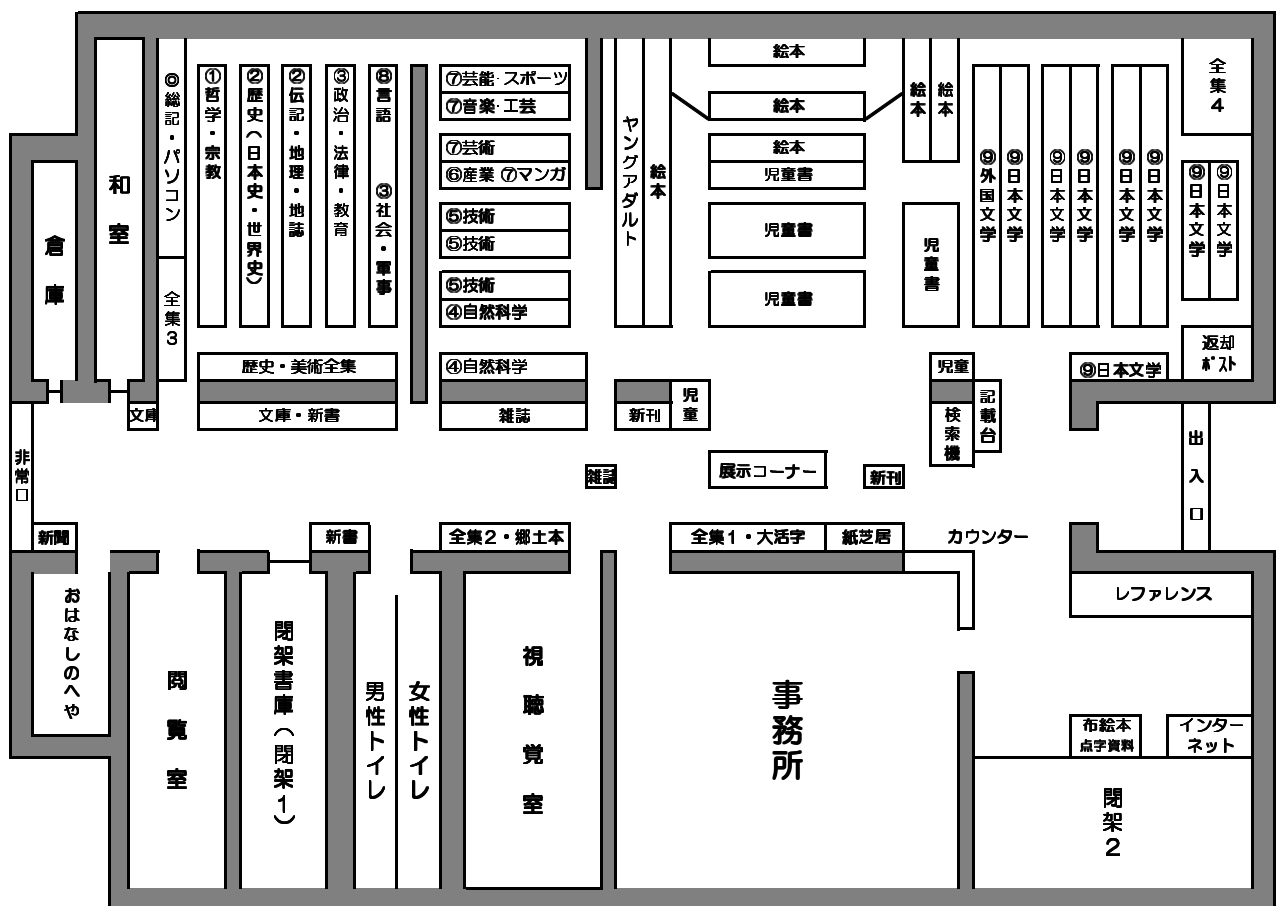 倉庫
和室
◎総記・パソコン
全集3
①哲学・宗教
②歴史(日本史・世界史)
②伝記・地理・地誌
③政治・法律・教育
⑧言語 ③社会・軍事
⑦芸能・スポーツ
⑦音楽・工芸
⑦芸術
⑥産業 ⑦マンガ
⑤技術
⑤技術
⑤技術
④自然科学
④自然科学
ヤングアダルト
絵本
絵本
絵本
絵本
児童書
児童書
児童書
絵本
絵本
児童書
⑨外国文学
⑨日本文学
⑨日本文学
⑨日本文学
⑨日本文学
⑨日本文学
全集4
⑨日本文学
⑨日本文学
返却ポスト
⑨日本文学
歴史・美術全集
文庫
文庫・新書
雑誌
新刊
児童
児童
検索機
記載台
非常口
出入口
雑誌
展示コーナー
新刊
新聞
新書
全集2・郷土本
全集1・大活字
紙芝居
カウンター
おはなしのへや
閲覧室
閉架書庫(閉架1)
男性トイレ
女性トイレ
視聴覚室
事務所
レファレンス
布絵本
点字資料
インター
ネット
閉架2